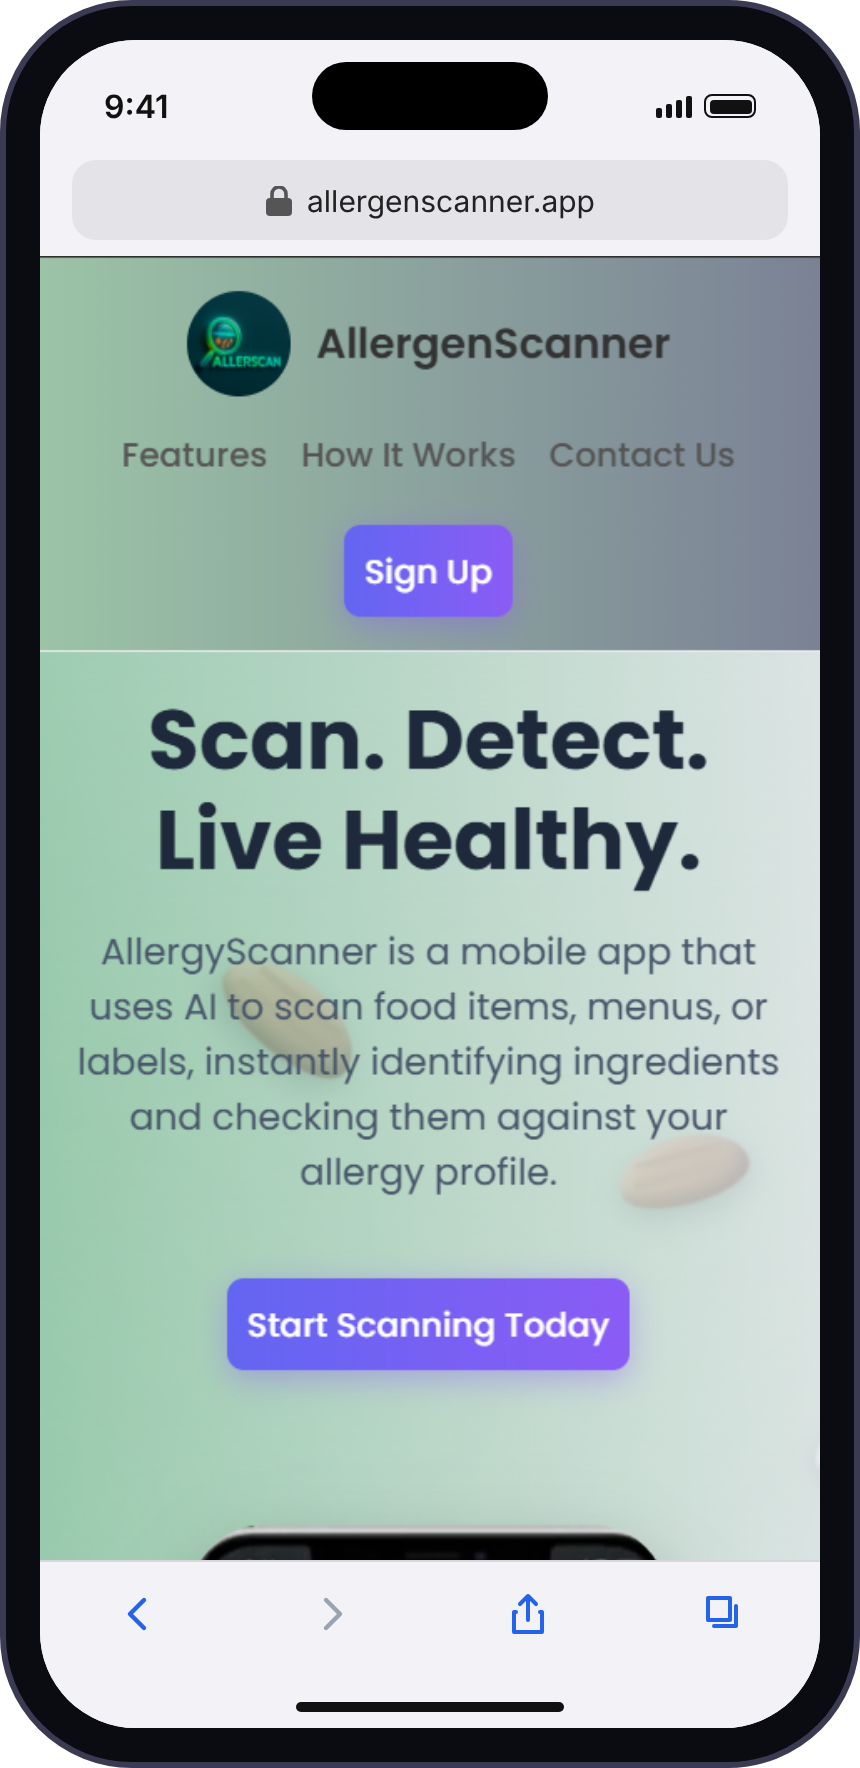 9:41
allergenscanner.app
ALLERSCAN
AllergenScanner
Features How It Works Contact Us
Sign Up
Scan. Detect.
Live Healthy.
AllergyScanner is a mobile app that
uses AI to scan food items, menus, or
labels, instantly identifying ingredients
and checking them against your
allergy profile.
Start Scanning Today